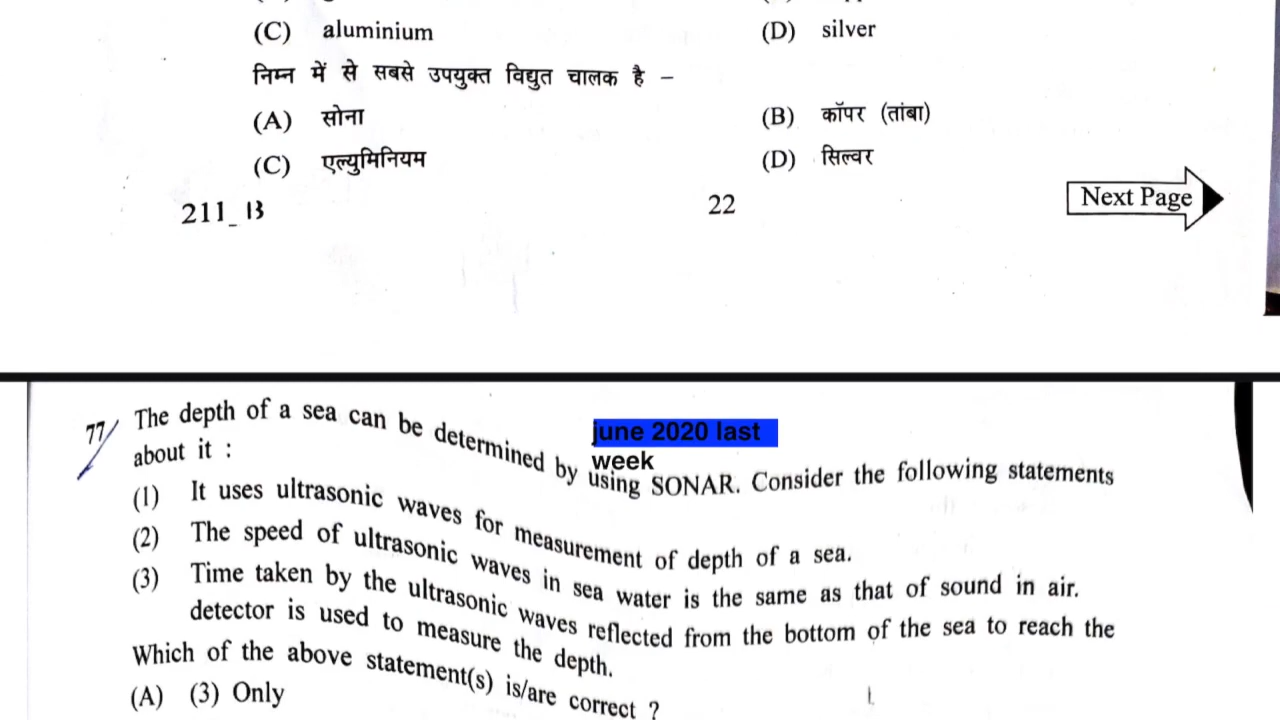 (C) aluminium (D) silver
निम्न में से सबसे उपयुक्त विद्युत चालक है –
(A) सोना (B) कॉपर (तांबा)
(C) एल्युमिनियम (D) सिल्वर
211_B 22 Next Page
77 The depth of a sea can be determined by using SONAR. Consider the following statements
june 2020 last
week
about it :
(1) It uses ultrasonic waves for measurement of depth of a sea.
(2) The speed of ultrasonic waves in sea water is the same as that of sound in air.
(3) Time taken by the ultrasonic waves reflected from the bottom of the sea to reach the
detector is used to measure the depth.
Which of the above statement(s) is/are correct ?
(A) (3) Only